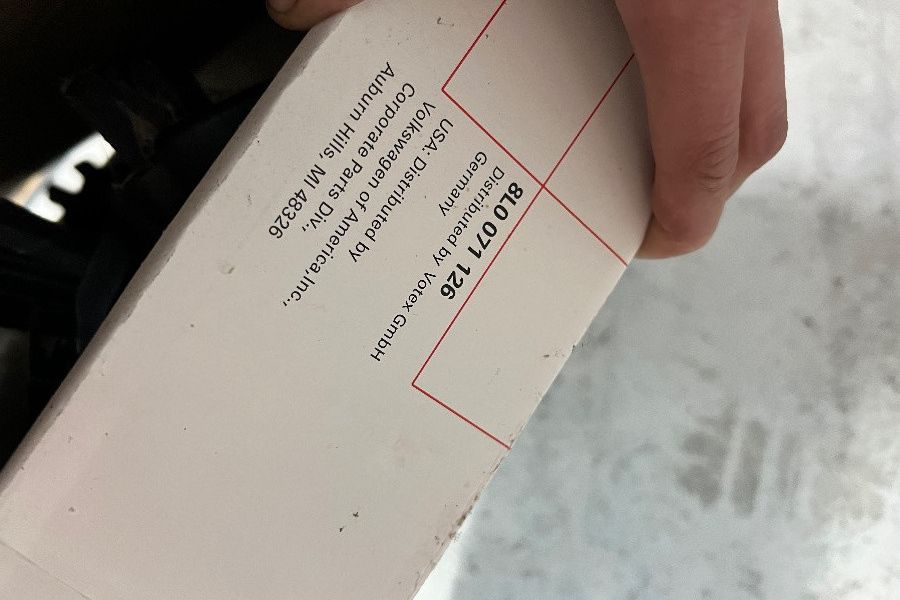 8L0 071 126
Distributed by Votex GmbH
Germany
USA: Distributed by
Volkswagen of America,Inc.,
Corporate Parts Div.,
Auburn Hills, MI 48326